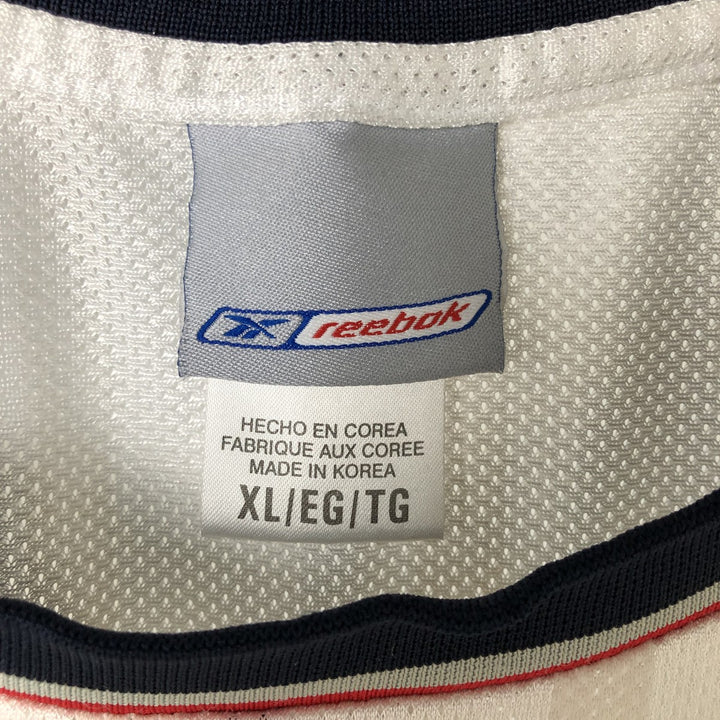 reebok
HECHO EN COREA
FABRIQUE AUX COREE
MADE IN KOREA
XL/EG/TG